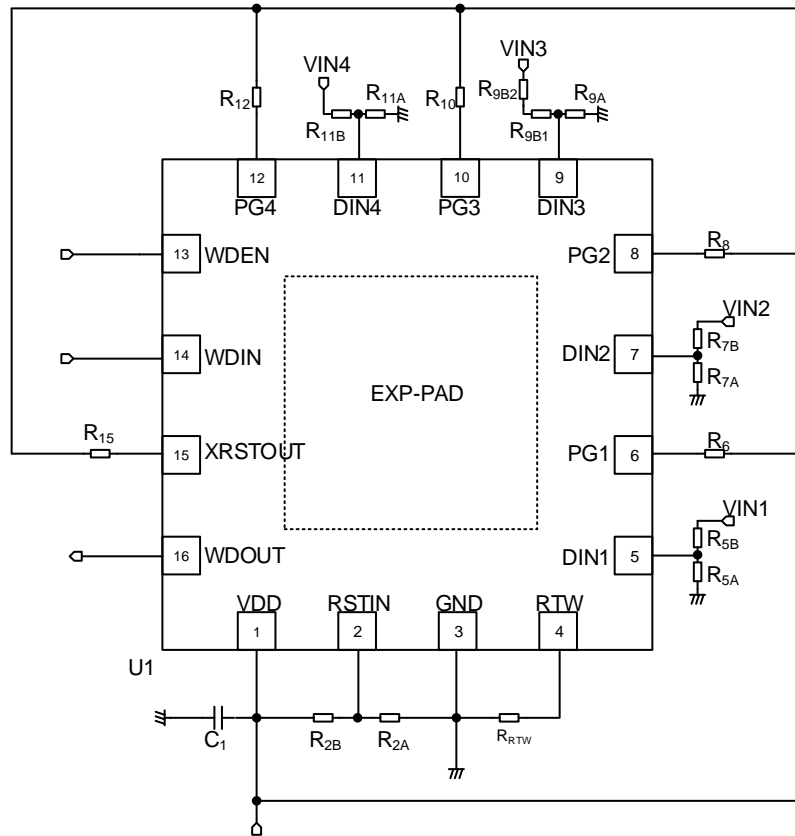 VIN3
VIN4
R12
R11A
R11B
R10
R9B2
R9A
R9B1
12
11
10
9
PG4
DIN4
PG3
DIN3
13
WDEN
PG2
8
R8
VIN2
R7B
14
WDIN
DIN2
7
R7A
EXP-PAD
R15
15
XRSTOUT
PG1
6
R6
VIN1
R5B
16
WDOUT
DIN1
5
R5A
VDD
RSTIN
GND
RTW
1
2
3
4
U1
C1
R2B
R2A
RRTW